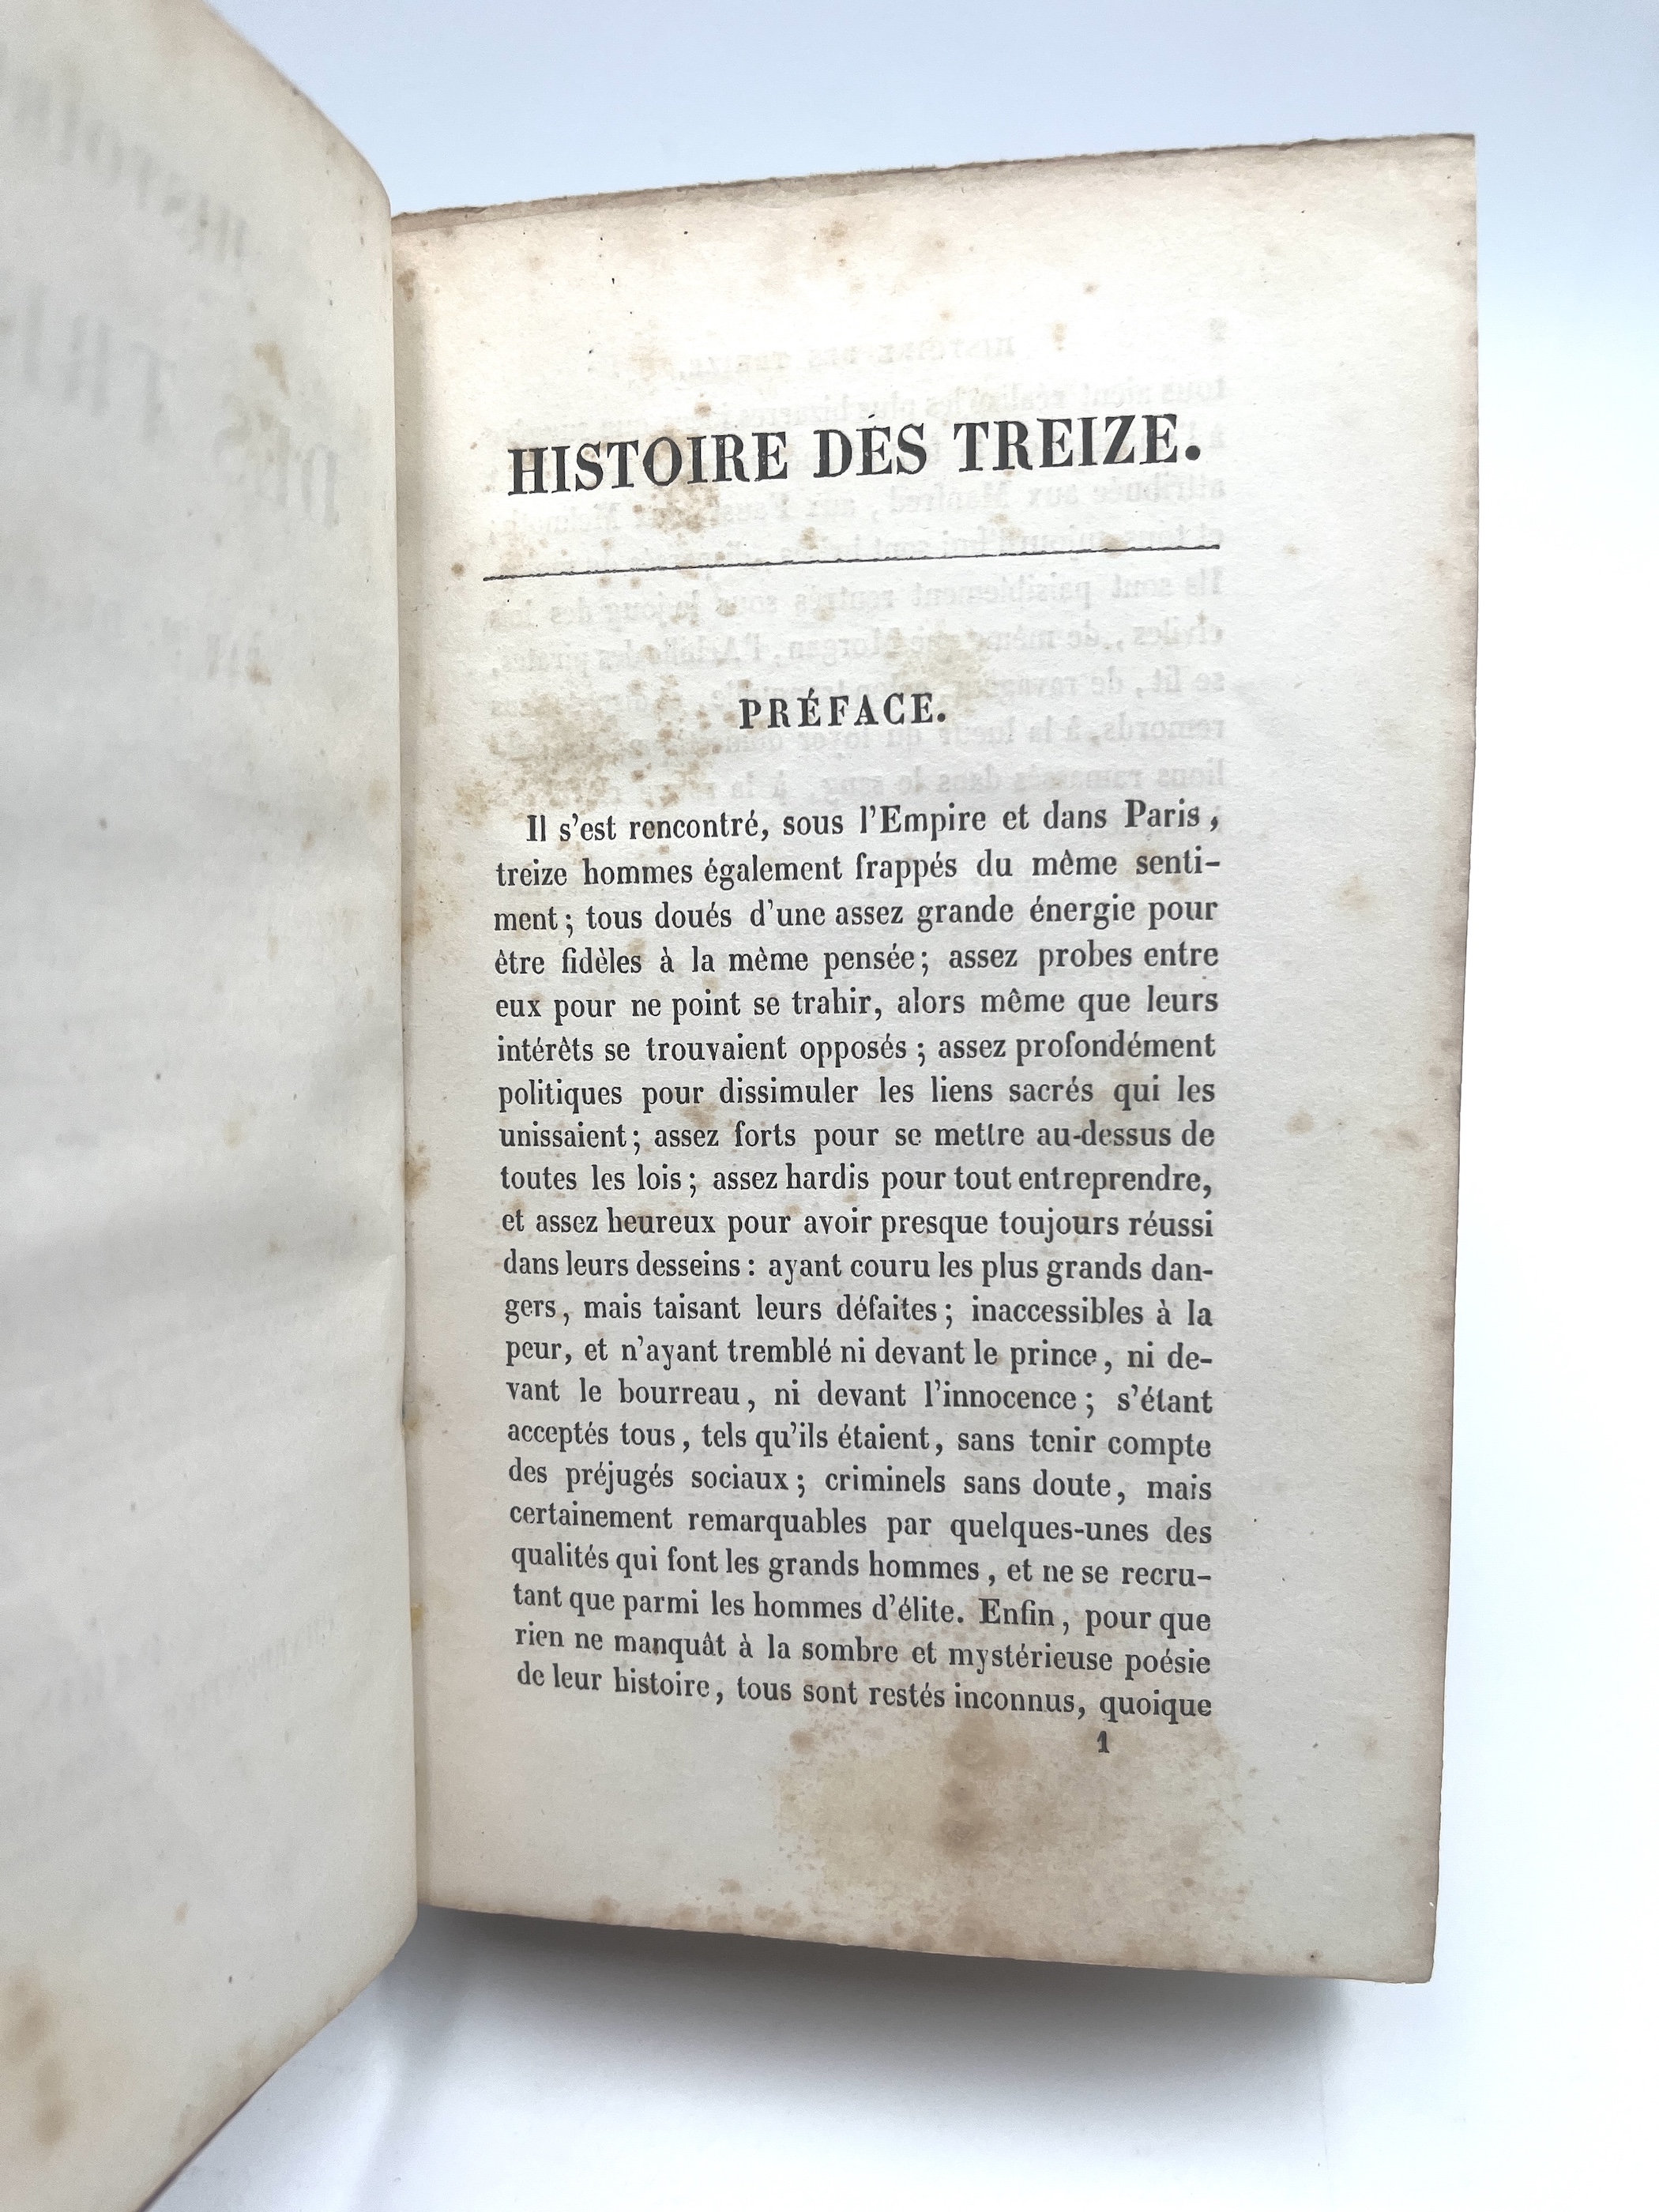 HISTOIRE DES TREIZE.
PRÉFACE.
Il s'est rencontré, sous l'Empire et dans Paris,
treize hommes également frappés du même senti-
ment; tous doués d'une assez grande énergie pour
être fidèles à la même pensée; assez probes entre
eux pour ne point se trahir, alors même que leurs
intérêts se trouvaient opposés; assez profondément
politiques pour dissimuler les liens sacrés qui les
unissaient; assez forts pour se mettre au-dessus de
toutes les lois; assez hardis pour tout entreprendre,
et assez heureux pour avoir presque toujours réussi
dans leurs desseins: ayant couru les plus grands dan-
gers, mais taisant leurs défaites; inaccessibles à la
peur, et n'ayant tremblé ni devant le prince, ni de-
vant le bourreau, ni devant l'innocence; s'étant
acceptés tous, tels qu'ils étaient, sans tenir compte
des préjugés sociaux; criminels sans doute, mais
certainement remarquables par quelques-unes des
qualités qui font les grands hommes, et ne se recru-
tant que parmi les hommes d'élite. Enfin, pour que
rien ne manquât à la sombre et mystérieuse poésie
de leur histoire, tous sont restés inconnus, quoique
1